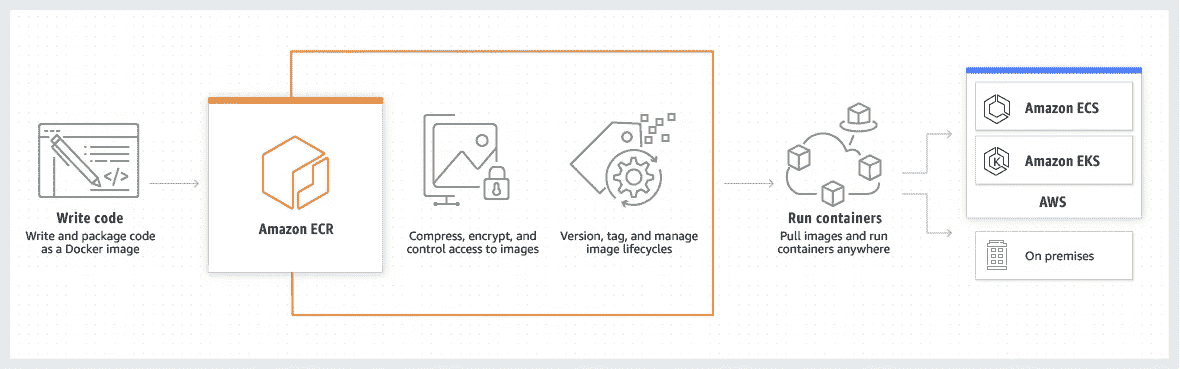 Write code
Write and package code
as a Docker image
</>
Amazon ECR
Compress, encrypt, and
control access to images
Version, tag, and manage
image lifecycles
Run containers
Pull images and run
containers anywhere
Amazon ECS
K
Amazon EKS
AWS
On premises